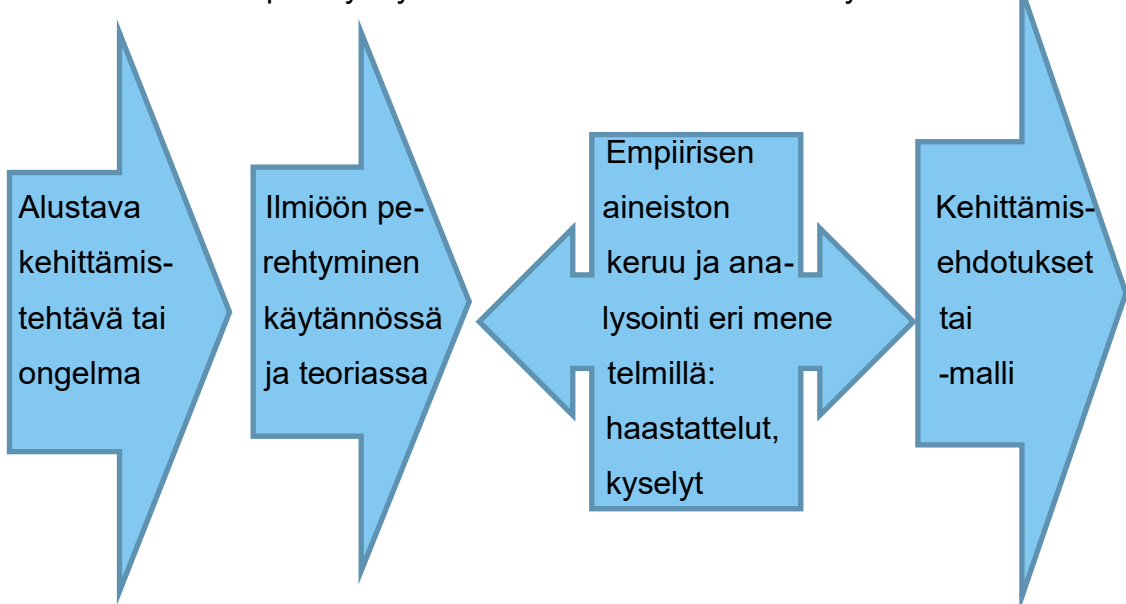 Alustava
kehittämis-
tehtävä tai
ongelma
Ilmiöön pe-
rehtyminen
käytännössä
ja teoriassa
Empiirisen
aineiston
keruu ja ana-
lysointi eri mene
telmillä:
haastattelut,
kyselyt
Kehittämis-
ehdotukset
tai
-malli